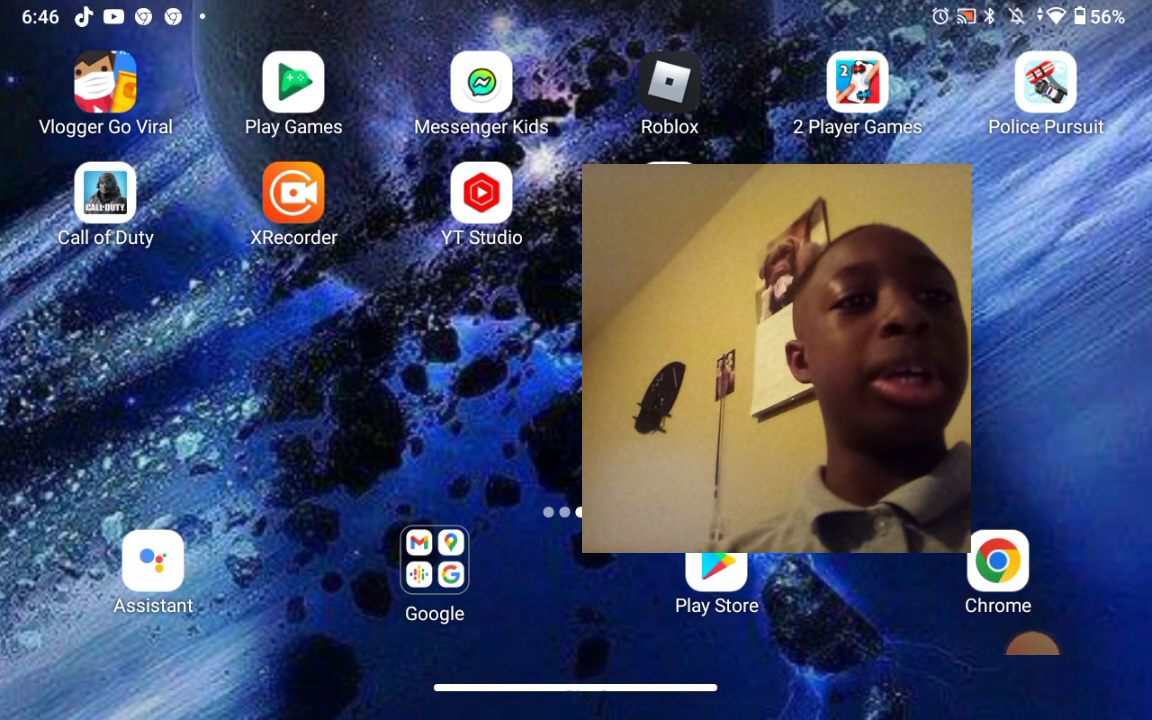 6:46
56%
Vlogger Go Viral
Play Games
Messenger Kids
Roblox
2 Player Games
Police Pursuit
2
CALL·DUTY
Call of Duty
XRecorder
YT Studio
Assistant
Google
Play Store
Chrome